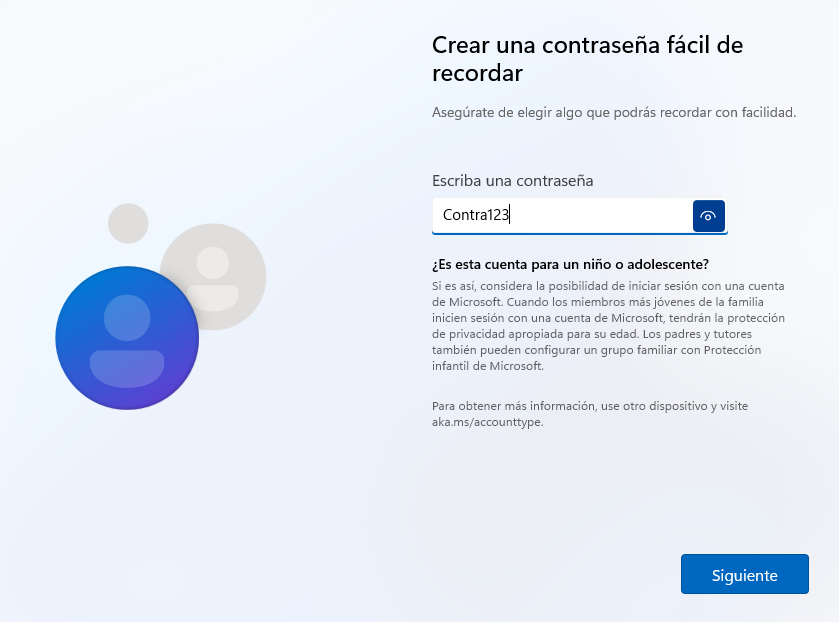 Crear una contraseña fácil de
recordar
Asegúrate de elegir algo que podrás recordar con facilidad.
Escriba una contraseña
Contra123
¿Es esta cuenta para un niño o adolescente?
Si es así, considera la posibilidad de iniciar sesión con una cuenta
de Microsoft. Cuando los miembros más jóvenes de la familia
inicien sesión con una cuenta de Microsoft, tendrán la protección
de privacidad apropiada para su edad. Los padres y tutores
también pueden configurar un grupo familiar con Protección
infantil de Microsoft.
Para obtener más información, use otro dispositivo y visite
aka.ms/accounttype.
Siguiente